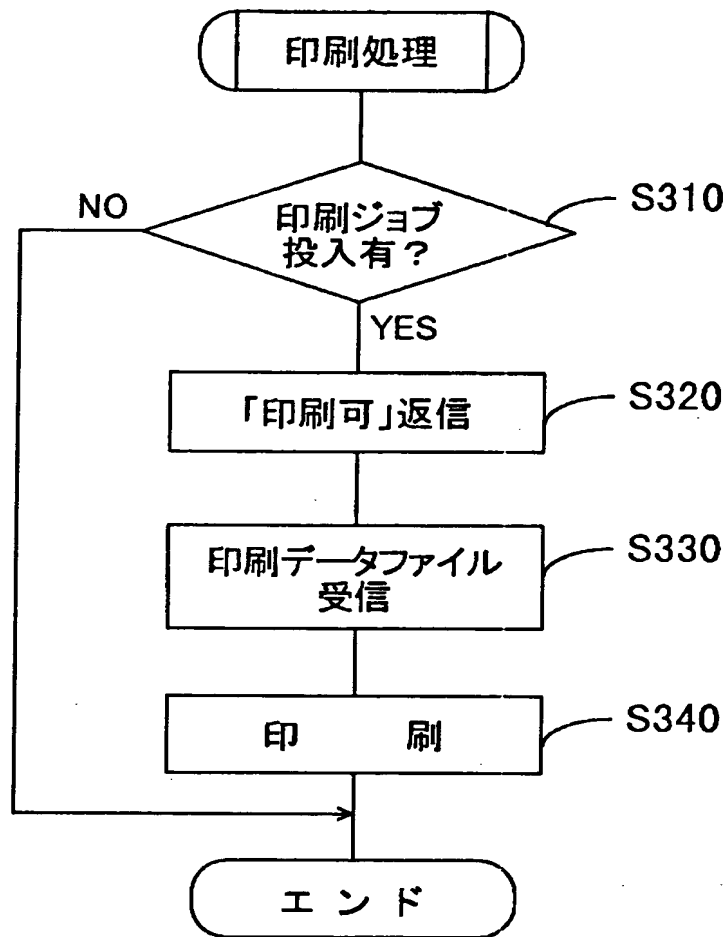 印刷処理
S310
NO
印刷ジョブ
投入有？
YES
「印刷可」返信
S320
印刷データファイル
受信
S330
印　刷
S340
エンド